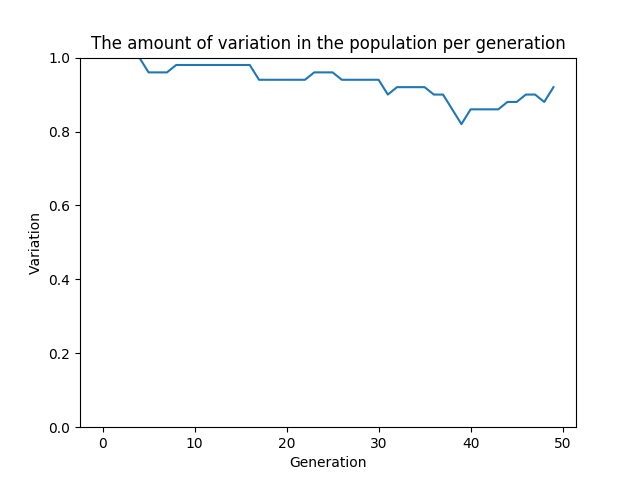 The amount of variation in the population per generation
1.0
0.8
0.6
0.4
0.2
0.0
Variation
0 10 20 30 40 50
Generation